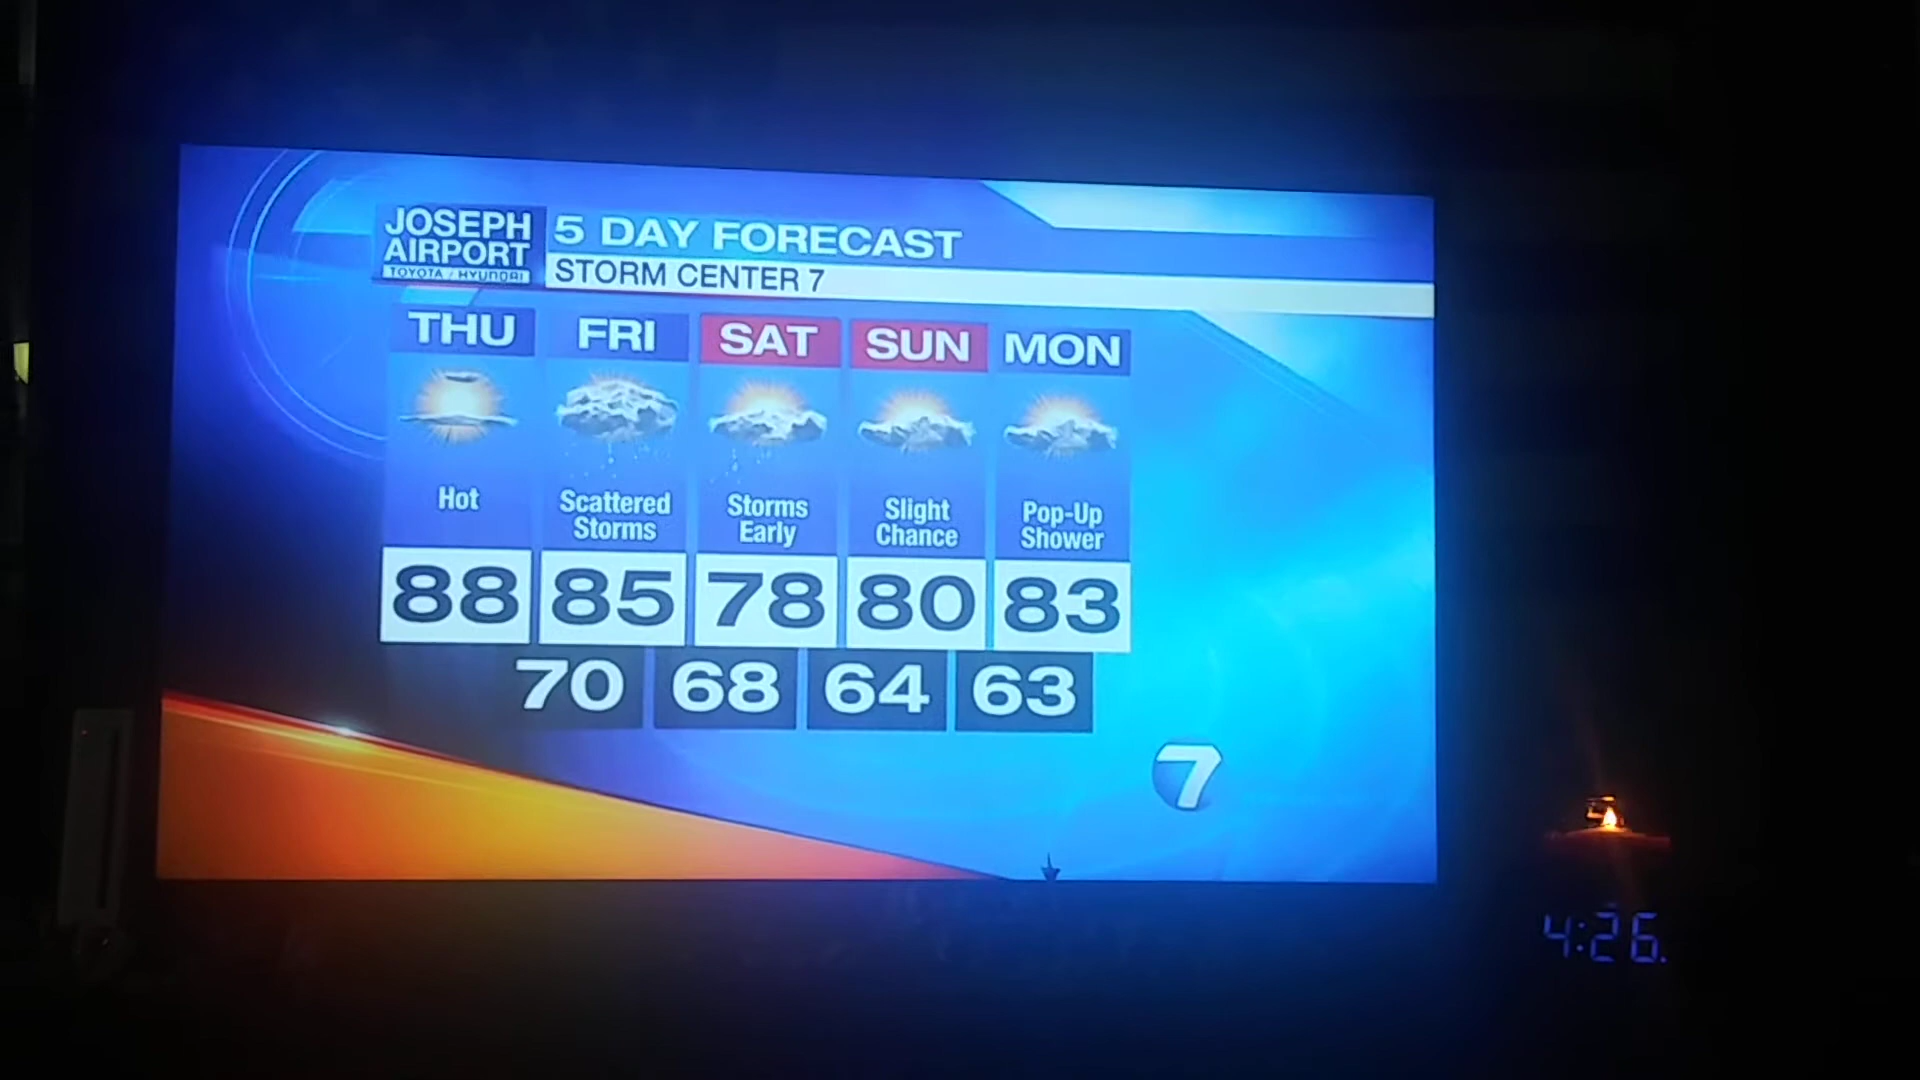 JOSEPH
AIRPORT
TOYOTA / HYUNDAI
5 DAY FORECAST
STORM CENTER 7
THU FRI SAT SUN MON
Hot
Scattered
Storms
Storms
Early
Slight
Chance
Pop-Up
Shower
88 85 78 80 83
70 68 64 63
7
4:26